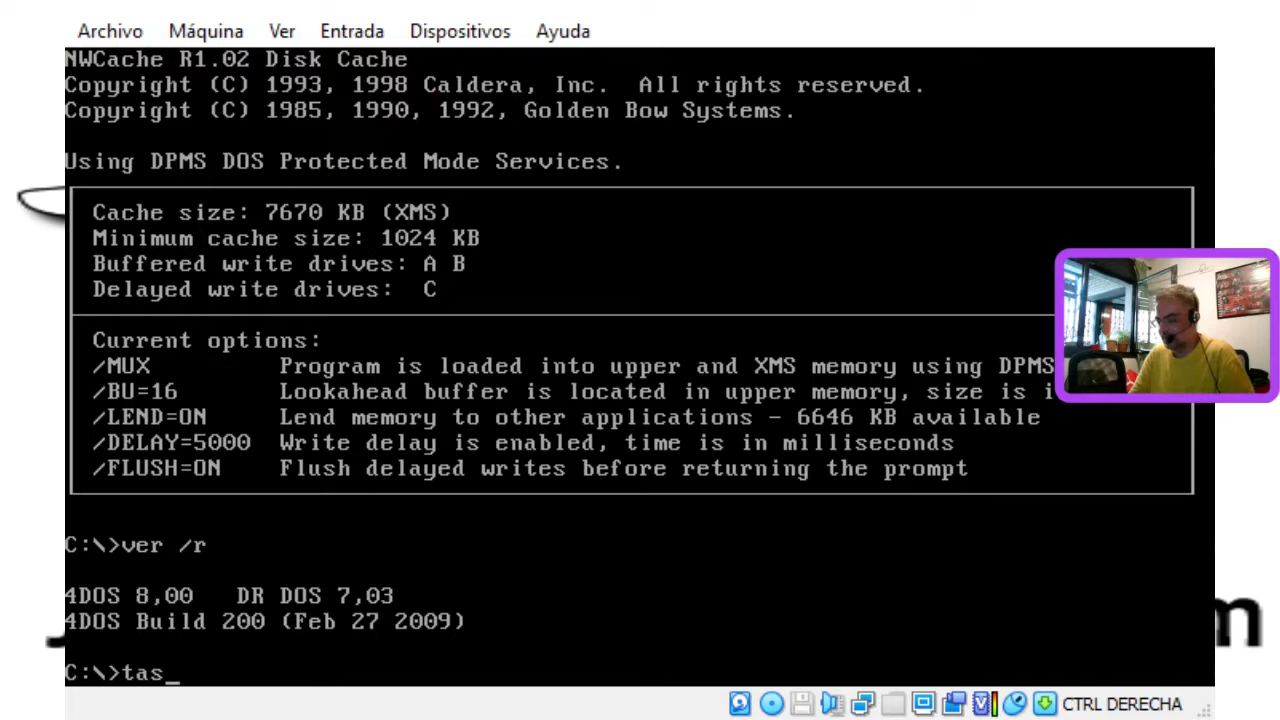 Archivo Máquina Ver Entrada Dispositivos Ayuda
NWCache R1.02 Disk Cache
Copyright (C) 1993, 1998 Caldera, Inc.  All rights reserved.
Copyright (C) 1985, 1990, 1992, Golden Bow Systems.
Using DPMS DOS Protected Mode Services.
Cache size: 7670 KB (XMS)
Minimum cache size: 1024 KB
Buffered write drives: A B
Delayed write drives:  C
Current options:
/MUX Program is loaded into upper and XMS memory using DPMS
/BU=16 Lookahead buffer is located in upper memory, size is
/LEND=ON Lend memory to other applications - 6646 KB available
/DELAY=5000 Write delay is enabled, time is in milliseconds
/FLUSH=ON Flush delayed writes before returning the prompt
C:\>ver /r
4DOS 8,00   DR DOS 7,03
4DOS Build 200 (Feb 27 2009)
C:\>tas_
CTRL DERECHA